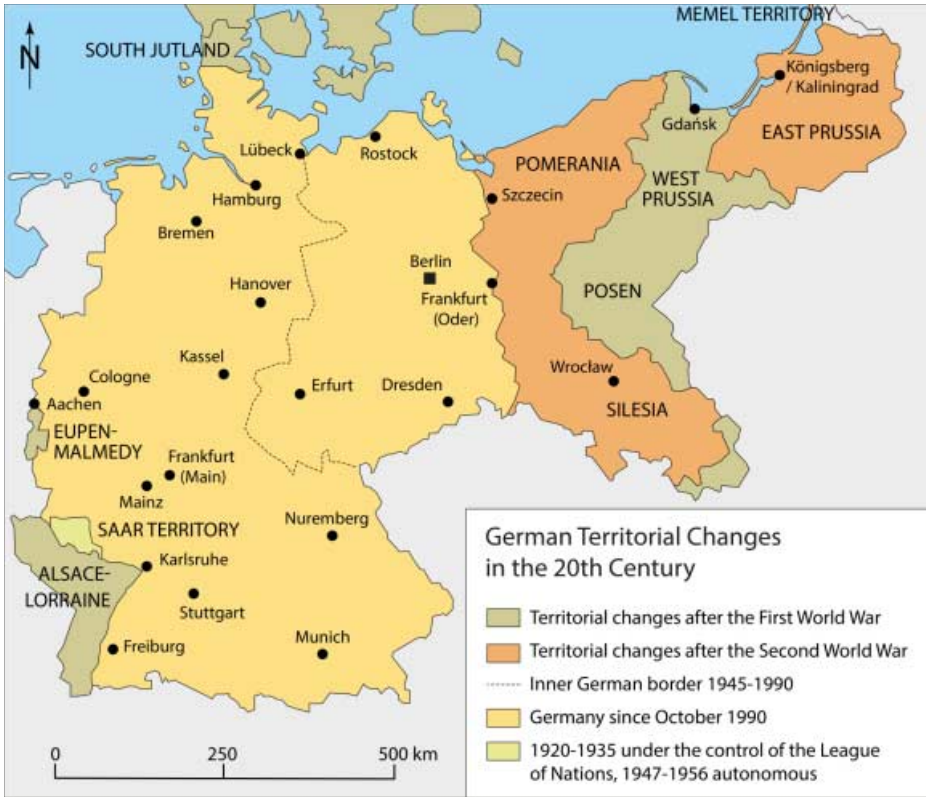 MEMEL TERRITORY
N
SOUTH JUTLAND
Königsberg
/ Kaliningrad
Gdańsk
EAST PRUSSIA
Lübeck
Rostock
POMERANIA
WEST
PRUSSIA
Hamburg
Szczecin
Bremen
Berlin
Hanover
Frankfurt
(Oder)
POSEN
Kassel
Wrocław
Cologne
Erfurt
Dresden
Aachen
SILESIA
EUPEN-
MALMEDY
Frankfurt
(Main)
Mainz
Nuremberg
SAAR TERRITORY
Karlsruhe
ALSACE-
LORRAINE
Stuttgart
Freiburg
Munich
0 250 500 km
German Territorial Changes
in the 20th Century
Territorial changes after the First World War
Territorial changes after the Second World War
Inner German border 1945-1990
Germany since October 1990
1920-1935 under the control of the League
of Nations, 1947-1956 autonomous